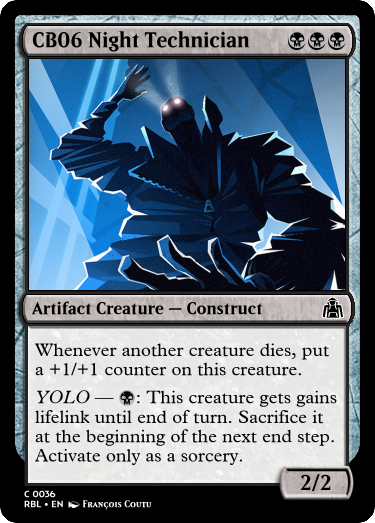 CB06 Night Technician
Artifact Creature — Construct
Whenever another creature dies, put
a +1/+1 counter on this creature.
YOLO — : This creature gets gains
lifelink until end of turn. Sacrifice it
at the beginning of the next end step.
Activate only as a sorcery.
2/2
C 0036
RBL • EN François Coutu